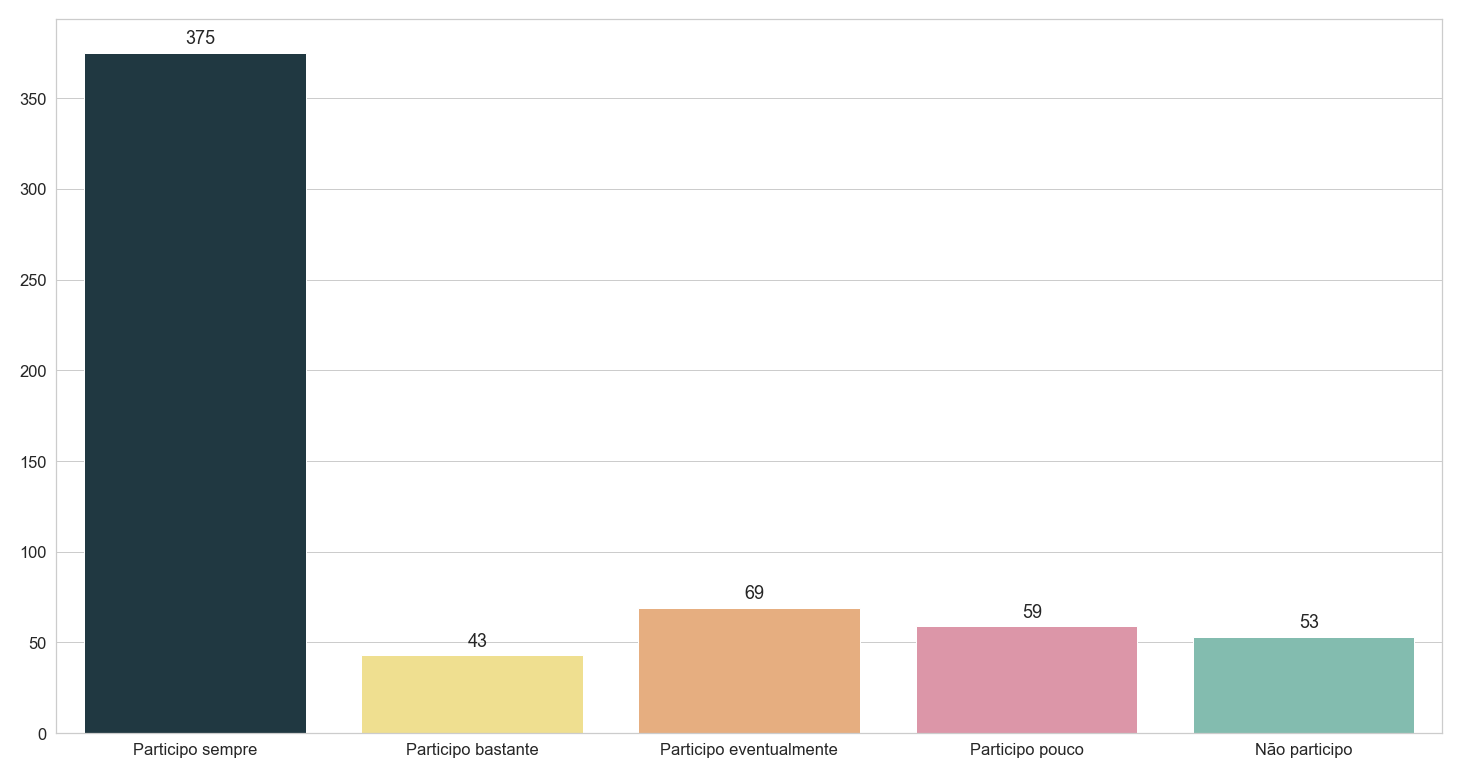 375
350
300
250
200
150
100
50
0
43
69
59
53
Participo sempre
Participo bastante
Participo eventualmente
Participo pouco
Não participo